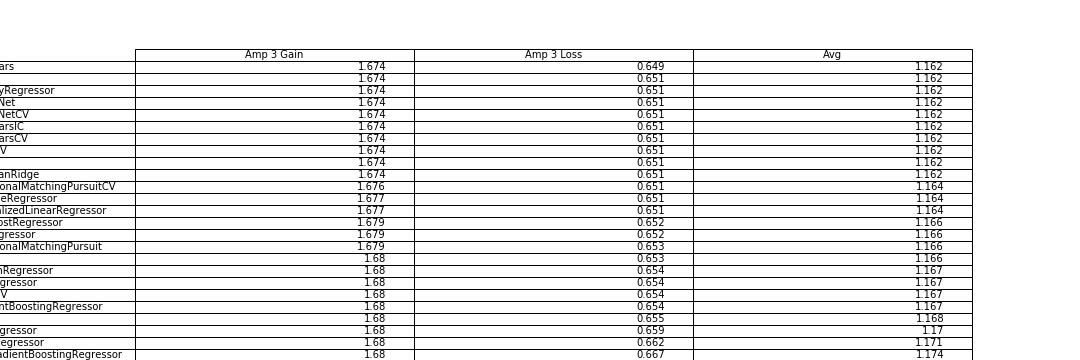 Amp 3 Gain Amp 3 Loss Avg
ars 1.674 0.649 1.162
1.674 0.651 1.162
yRegressor 1.674 0.651 1.162
Net 1.674 0.651 1.162
NetCV 1.674 0.651 1.162
arsIC 1.674 0.651 1.162
arsCV 1.674 0.651 1.162
V 1.674 0.651 1.162
1.674 0.651 1.162
anRidge 1.674 0.651 1.162
onalMatchingPursuitCV 1.676 0.651 1.164
eRegressor 1.677 0.651 1.164
alizedLinearRegressor 1.677 0.651 1.164
ostRegressor 1.679 0.652 1.166
gressor 1.679 0.652 1.166
onalMatchingPursuit 1.679 0.653 1.166
1.68 0.653 1.166
nRegressor 1.68 0.654 1.167
gressor 1.68 0.654 1.167
V 1.68 0.654 1.167
ntBoostingRegressor 1.68 0.654 1.167
1.68 0.655 1.168
gressor 1.68 0.659 1.17
Regressor 1.68 0.662 1.171
adientBoostingRegressor 1.68 0.667 1.174